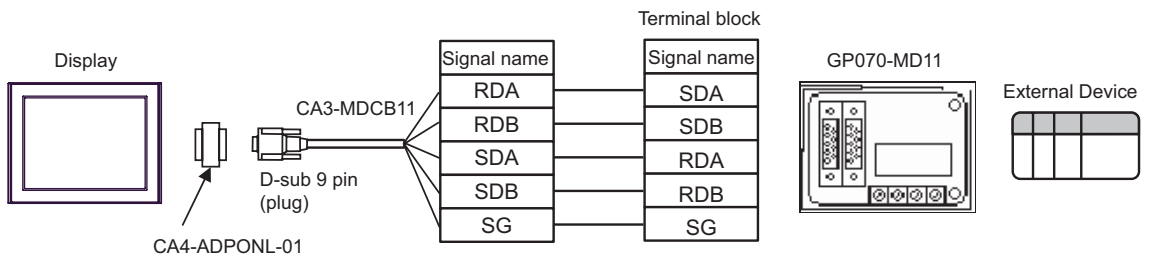 Terminal block
Display
Signal name
Signal name
GP070-MD11
External Device
CA3-MDCB11
RDA
SDA
RDB
SDB
SDA
RDA
SDB
RDB
SG
SG
D-sub 9 pin
(plug)
CA4-ADPONL-01